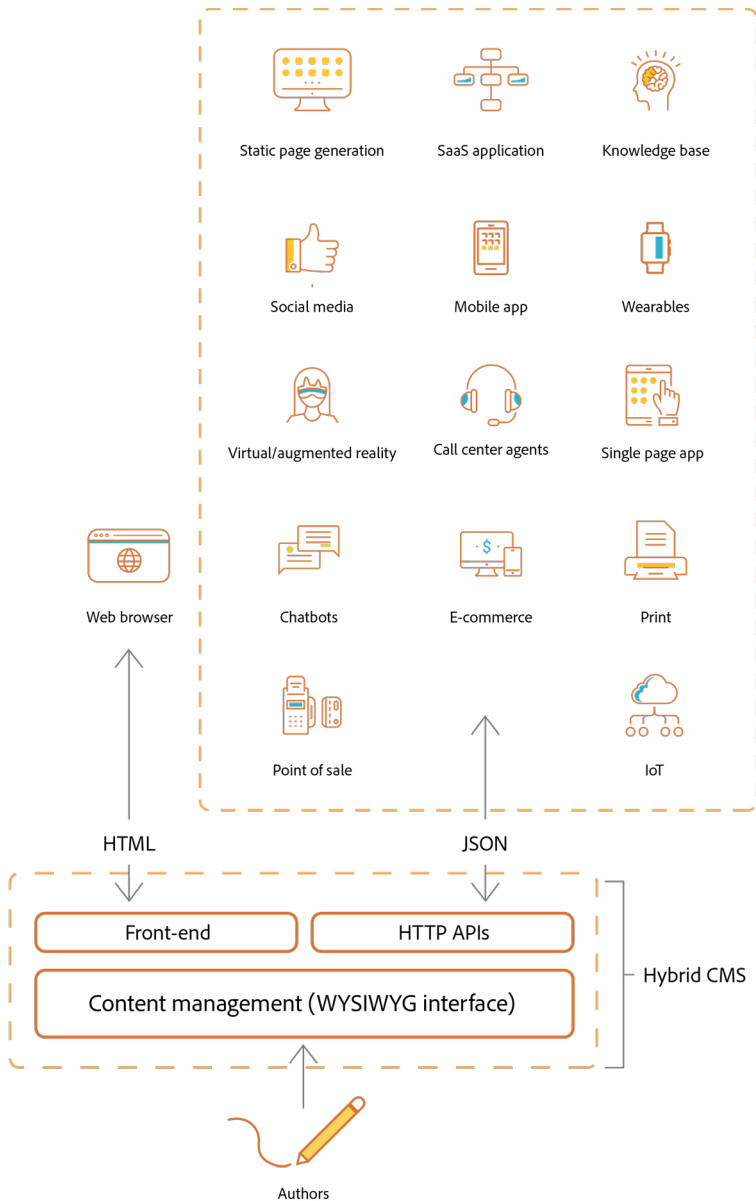 Static page generation
SaaS application
Knowledge base
Social media
Mobile app
Wearables
Virtual/augmented reality
Call center agents
Single page app
Web browser
Chatbots
E-commerce
Print
Point of sale
IoT
HTML
JSON
Front-end
HTTP APIs
Hybrid CMS
Content management (WYSIWYG interface)
Authors